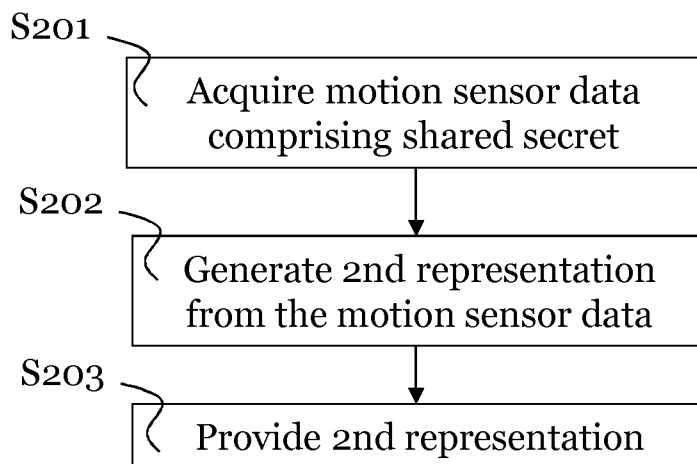 S201
Acquire motion sensor data
comprising shared secret
S202
Generate 2nd representation
from the motion sensor data
S203
Provide 2nd representation